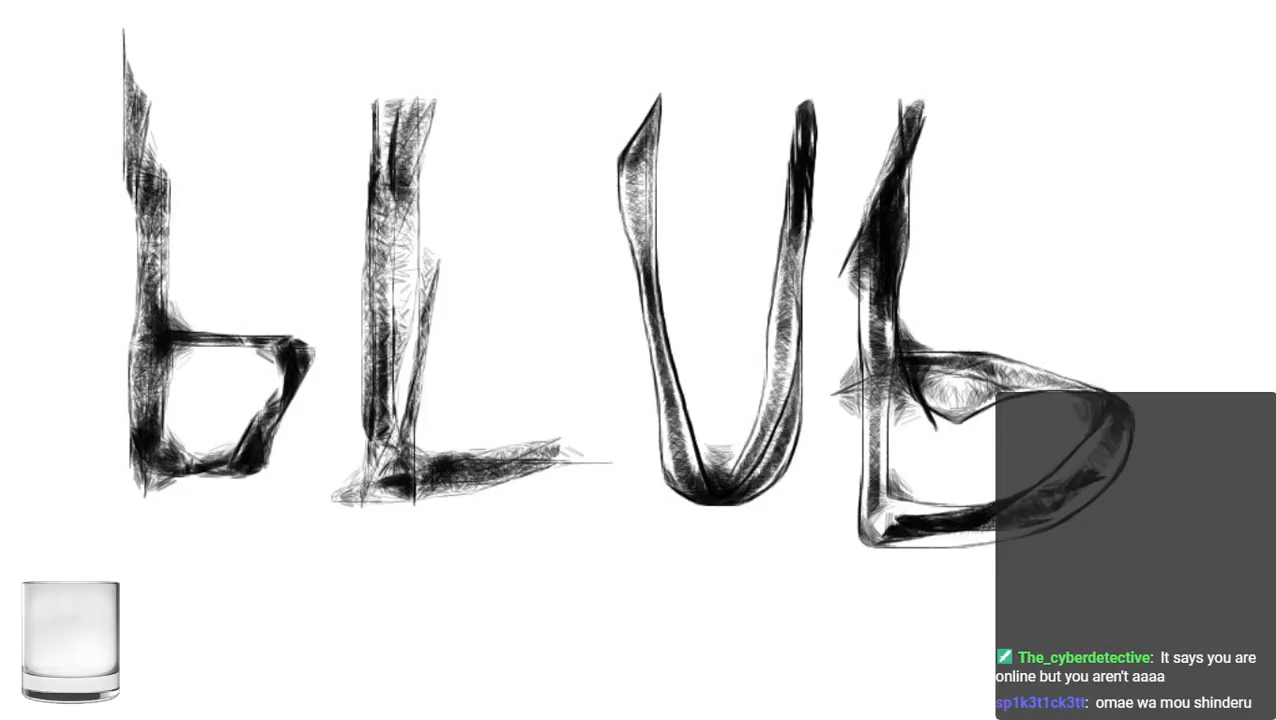 bLUb
The_cyberdetective: It says you are
online but you aren't aaaa
sp1k3t1ck3tt: omae wa mou shinderu